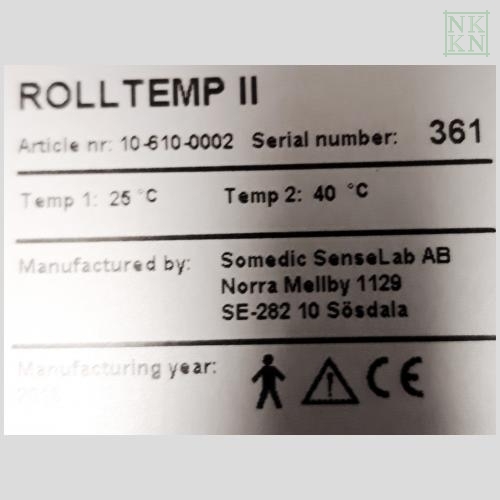 NK
KN
ROLLTEMP II
Article nr: 10-610-0002 Serial number: 361
Temp 1: 25 °C Temp 2: 40 °C
Manufactured by: Somedic SenseLab AB
Norra Mellby 1129
SE-282 10 Sösdala
Manufacturing year:
CE